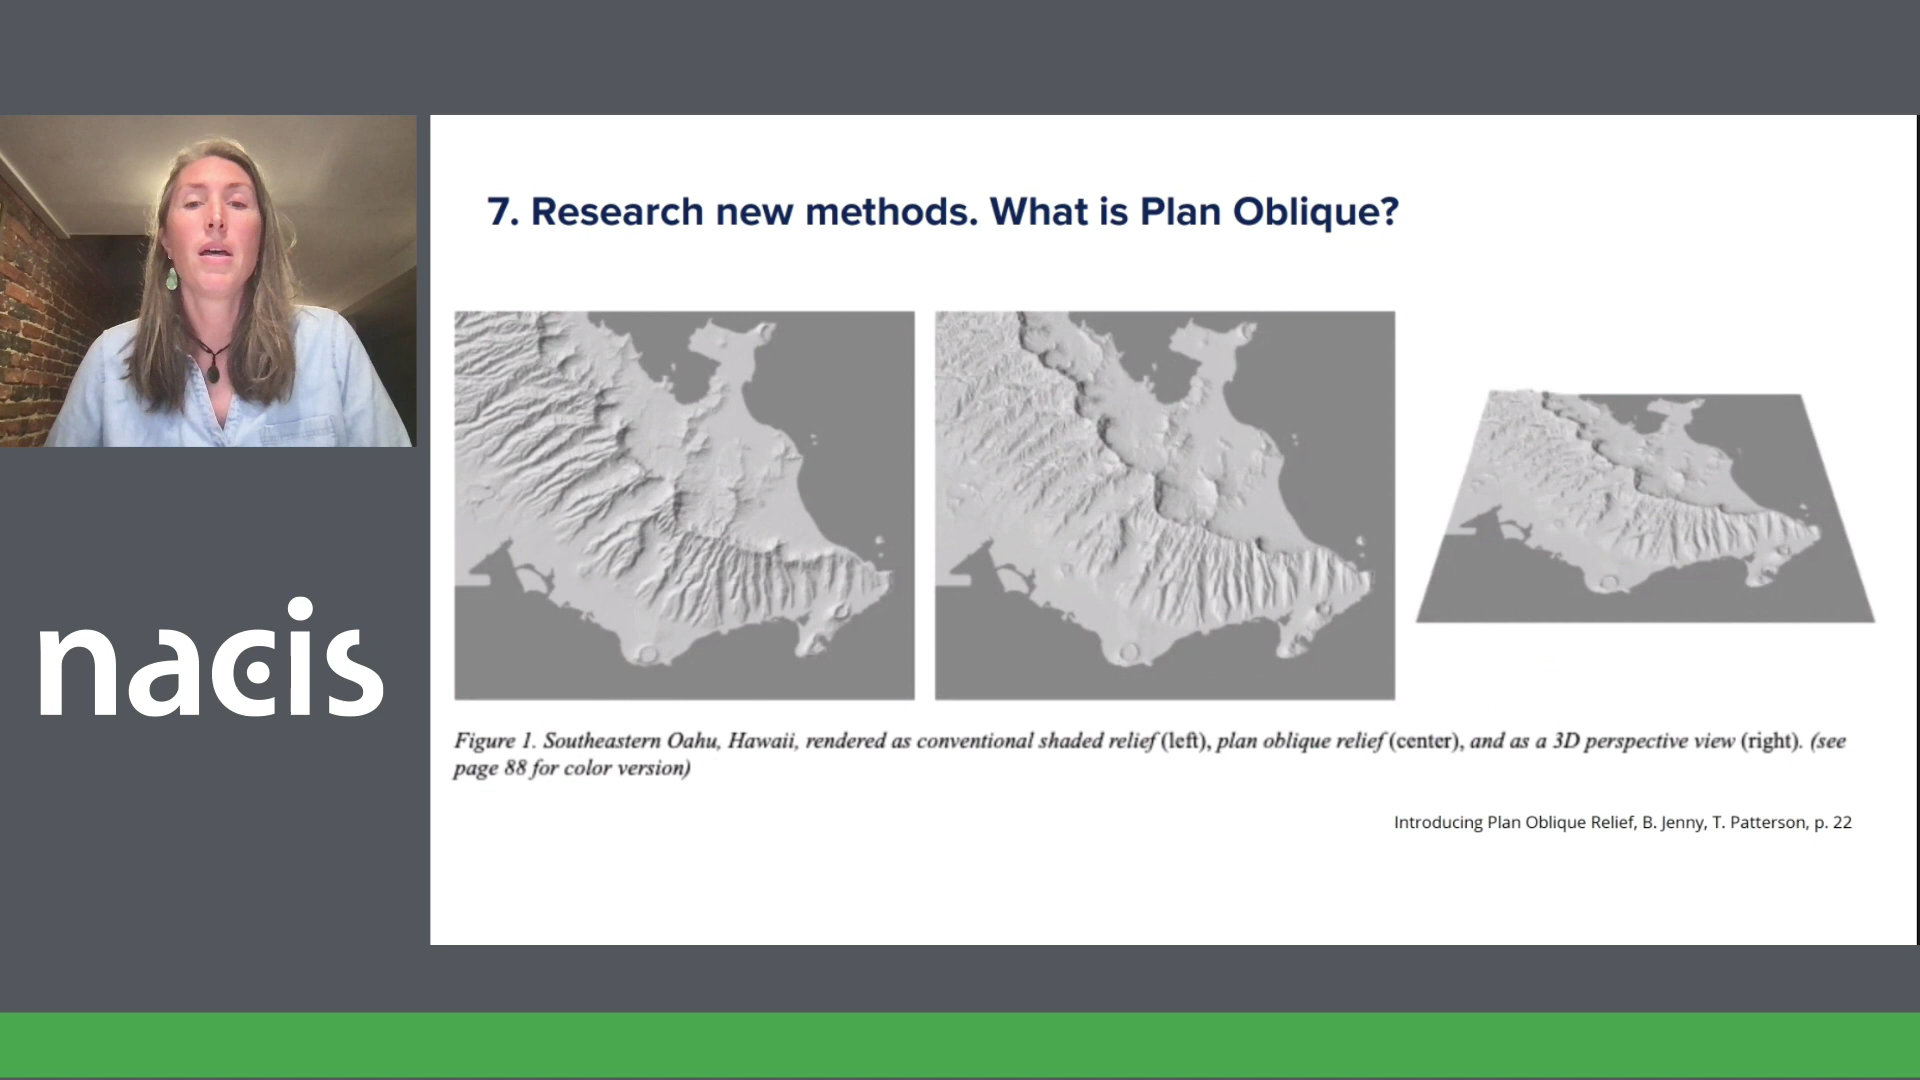 7. Research new methods. What is Plan Oblique?
nacis
Figure 1. Southeastern Oahu, Hawaii, rendered as conventional shaded relief (left), plan oblique relief (center), and as a 3D perspective view (right). (see
page 88 for color version)
Introducing Plan Oblique Relief, B. Jenny, T. Patterson, p. 22